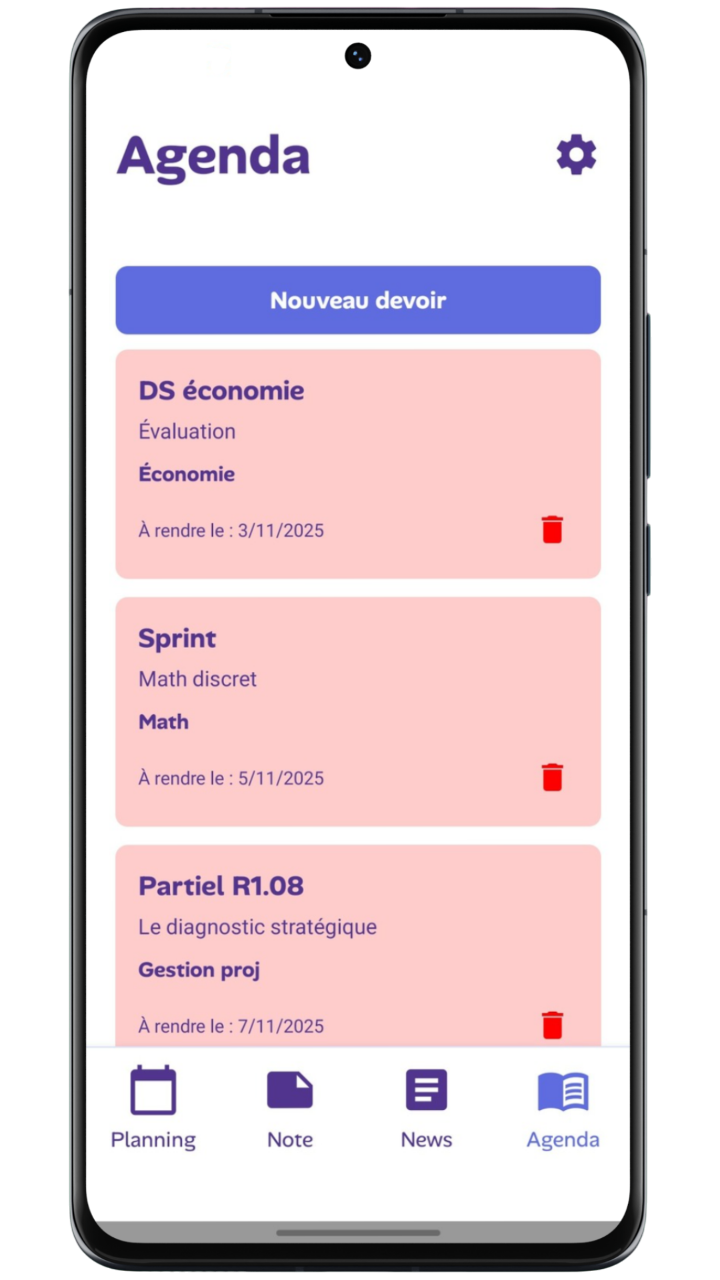 Agenda
Nouveau devoir
DS économie
Évaluation
Économie
À rendre le : 3/11/2025
Sprint
Math discret
Math
À rendre le : 5/11/2025
Partiel R1.08
Le diagnostic stratégique
Gestion proj
À rendre le : 7/11/2025
Planning
Note
News
Agenda